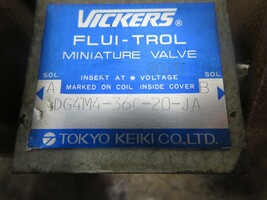 VICKERS®
FLUI-TROL
MINIATURE VALVE
SOL INSERT AT * VOLTAGE SOL
A MARKED ON COIL INSIDE COVER B
DG4M4-36C-20-JA
TOKYO KEIKI CO., LTD.